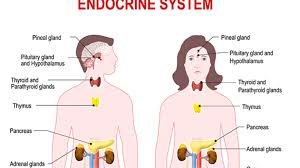 ENDOCRINE SYSTEM
Pineal gland
Pituitary gland
and
Hypothalamus
Thyroid and
Parathyroid glands
Thymus
Pancreas
Adrenal glands
Pineal gland
Pituitary gland and
Hypothalamus
Thyroid and
Parathyroid glands
Thymus
Pancreas
Adrenal glands